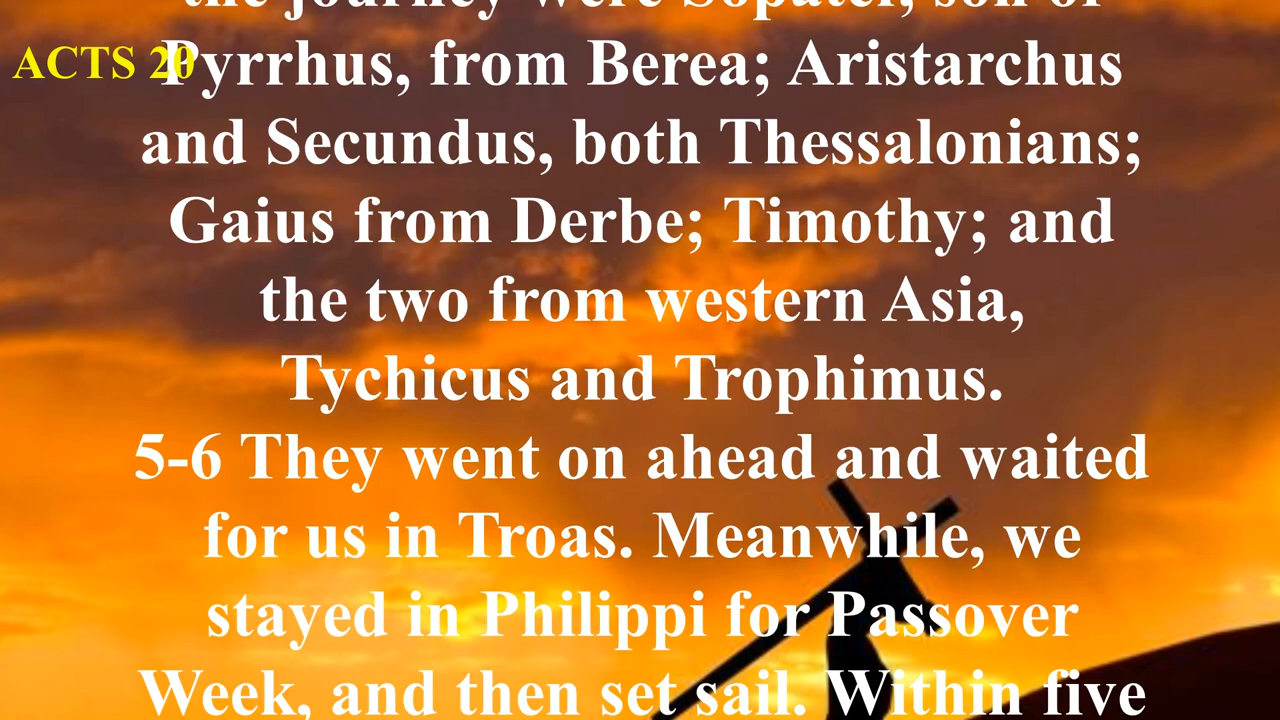 the journey were Sopater, son of
ACTS 20
Pyrrhus, from Berea; Aristarchus
and Secundus, both Thessalonians;
Gaius from Derbe; Timothy; and
the two from western Asia,
Tychicus and Trophimus.
5-6 They went on ahead and waited
for us in Troas. Meanwhile, we
stayed in Philippi for Passover
Week, and then set sail. Within five